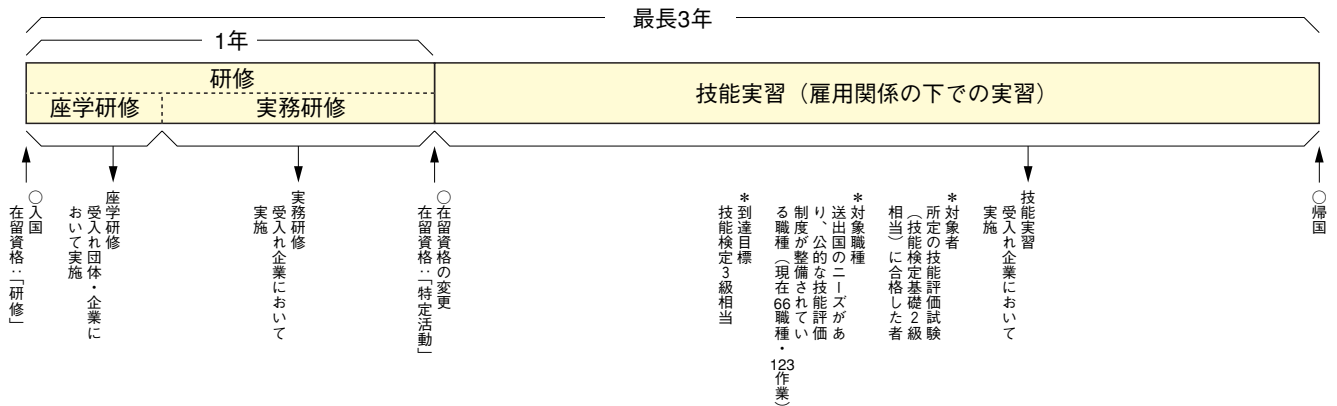 最長3年
1年
研修
座学研修
実務研修
技能実習（雇用関係の下での実習）
○入国
在留資格：「研修」
座学研修
受入れ団体・企業に
おいて実施
実務研修
受入れ企業において
実施
○在留資格の変更
在留資格：「特定活動」
技能実習
受入れ企業において
実施
＊対象者
所定の技能評価試験
（技能検定基礎2級
相当）に合格した者
＊対象職種
送出国のニーズがあ
り、公的な技能評価
制度が整備されてい
る職種（現在66職種・123作業）
＊到達目標
技能検定3級相当
○帰国